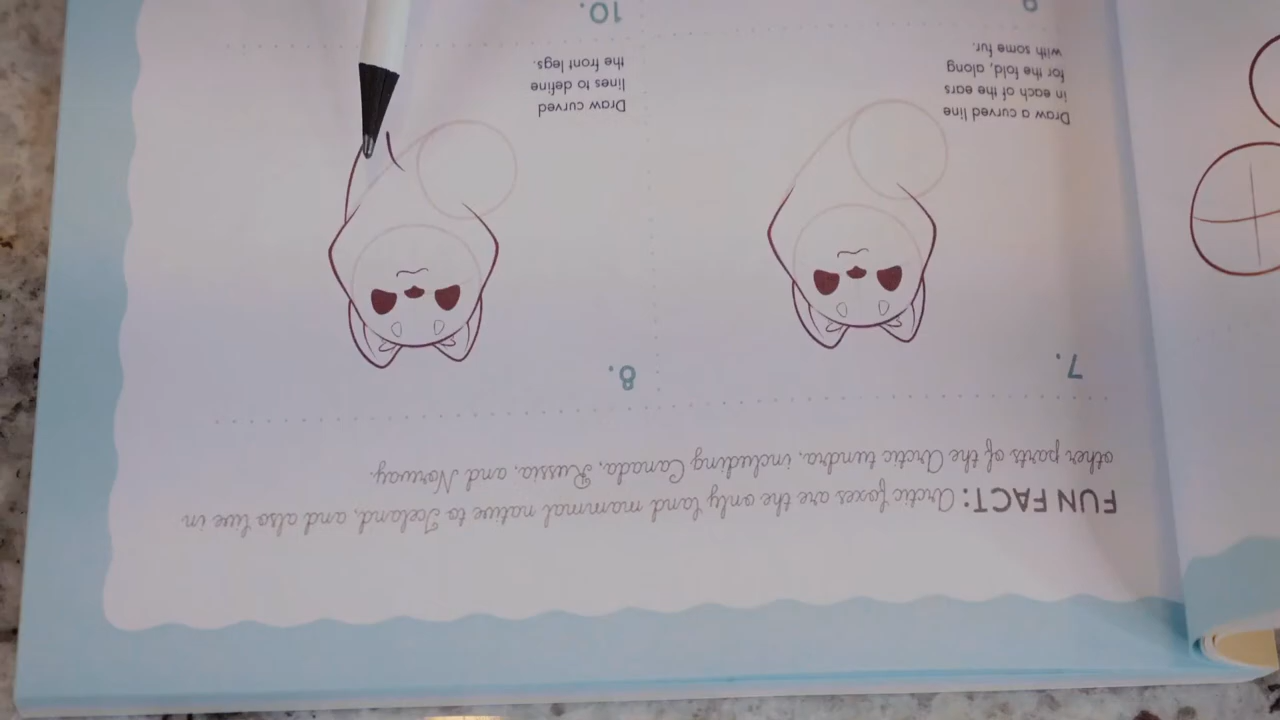 FUN FACT: Arctic foxes are the only land mammal native to Iceland, and also live in
other parts of the Arctic tundra, including Canada, Russia, and Norway.
7.
Draw a curved line
in each of the ears
for the fold, along
with some fur.
8.
Draw curved
lines to define
the front legs.
9
10.